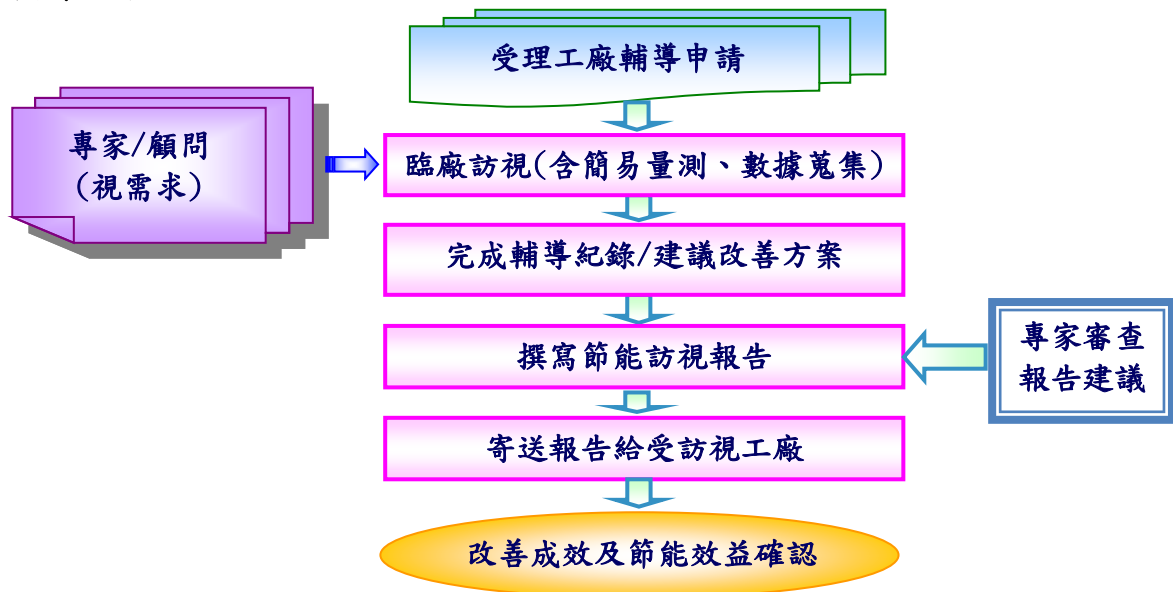 受理工廠輔導申請
專家/顧問
(視需求)
臨廠訪視(含簡易量測、數據蒐集)
完成輔導紀錄/建議改善方案
撰寫節能訪視報告
專家審查
報告建議
寄送報告給受訪視工廠
改善成效及節能效益確認